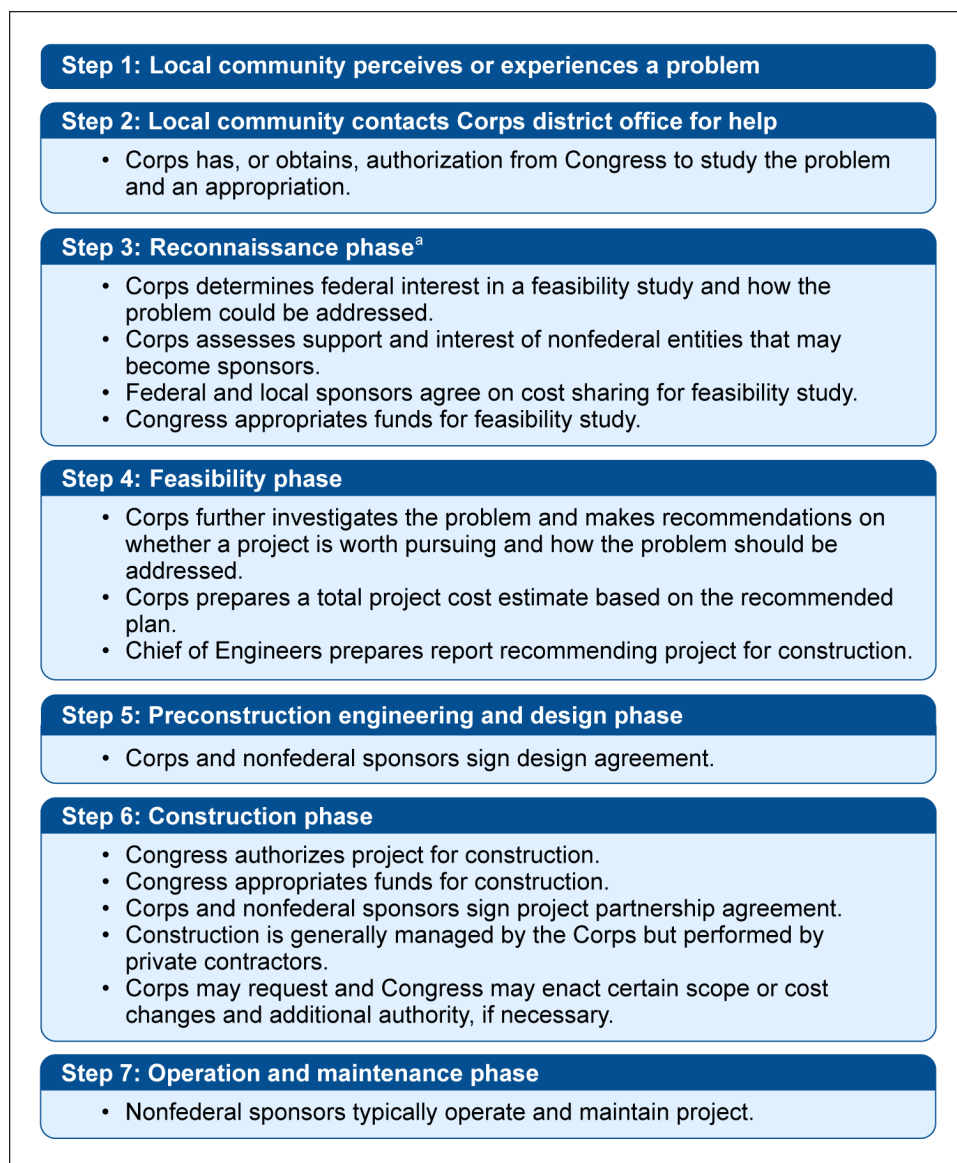 Step 1: Local community perceives or experiences a problem
Step 2: Local community contacts Corps district office for help
• Corps has, or obtains, authorization from Congress to study the problem
and an appropriation.
Step 3: Reconnaissance phaseᵃ
• Corps determines federal interest in a feasibility study and how the
problem could be addressed.
• Corps assesses support and interest of nonfederal entities that may
become sponsors.
• Federal and local sponsors agree on cost sharing for feasibility study.
• Congress appropriates funds for feasibility study.
Step 4: Feasibility phase
• Corps further investigates the problem and makes recommendations on
whether a project is worth pursuing and how the problem should be
addressed.
• Corps prepares a total project cost estimate based on the recommended
plan.
• Chief of Engineers prepares report recommending project for construction.
Step 5: Preconstruction engineering and design phase
• Corps and nonfederal sponsors sign design agreement.
Step 6: Construction phase
• Congress authorizes project for construction.
• Congress appropriates funds for construction.
• Corps and nonfederal sponsors sign project partnership agreement.
• Construction is generally managed by the Corps but performed by
private contractors.
• Corps may request and Congress may enact certain scope or cost
changes and additional authority, if necessary.
Step 7: Operation and maintenance phase
• Nonfederal sponsors typically operate and maintain project.